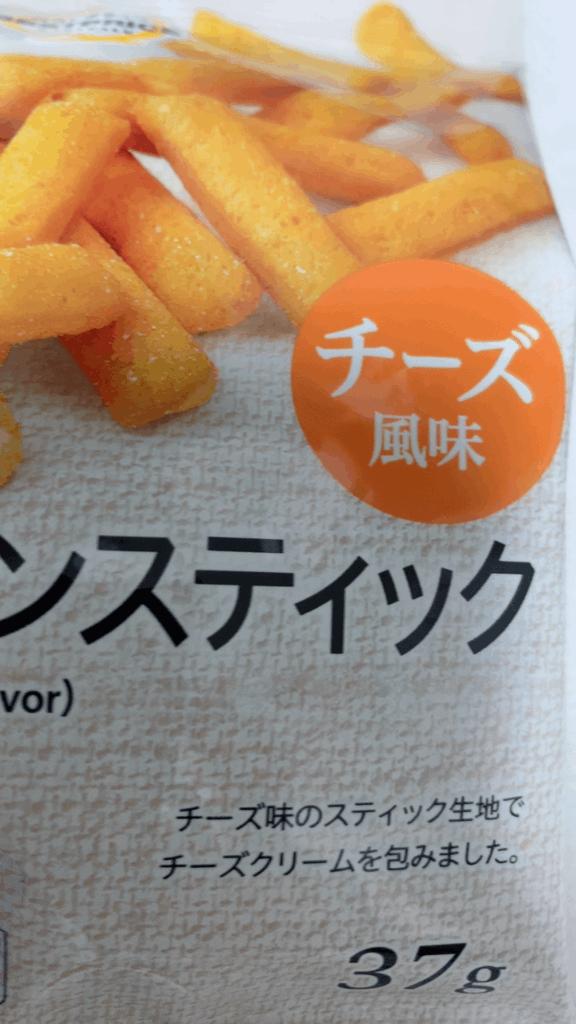 チーズ
風味
ンスティック
vor)
チーズ味のスティック生地で
チーズクリームを包みました。
37g